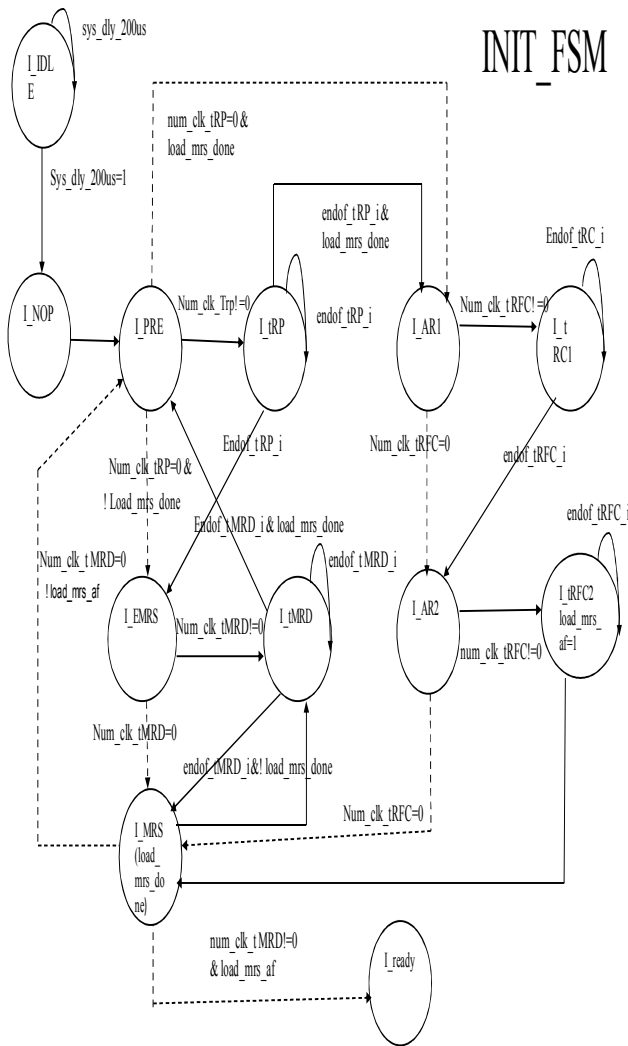 sys_dly_200us
INIT_FSM
I_IDL
E
num_clk_tRP=0 &
load_mrs_done
Sys_dly_200us=1
endof_tRP_i &
load_mrs_done
Endof_tRC_i
I_NOP
I_PRE
Num_clk_Trp!=0
I_tRP
endof_tRP_i
I_AR1
Num_clk_tRFC!=0
I_t
RC1
Num_clk_tRP=0 &
! Load_mrs_done
Endof_tRP_i
Num_clk_tRFC=0
endof_tRFC_i
Endof_tMRD_i & load_mrs_done
endof_tRFC_i
Num_clk_tMRD=0
! load_mrs_af
endof_tMRD_i
I_EMRS
Num_clk_tMRD!=0
I_tMRD
I_AR2
num_clk_tRFC!=0
I_tRFC2
load_mrs_
af=1
Num_clk_tMRD=0
endof_tMRD_i &! load_mrs_done
Num_clk_tRFC=0
I_MRS
(load_
mrs_do
ne)
num_clk_tMRD!=0
& load_mrs_af
I_ready